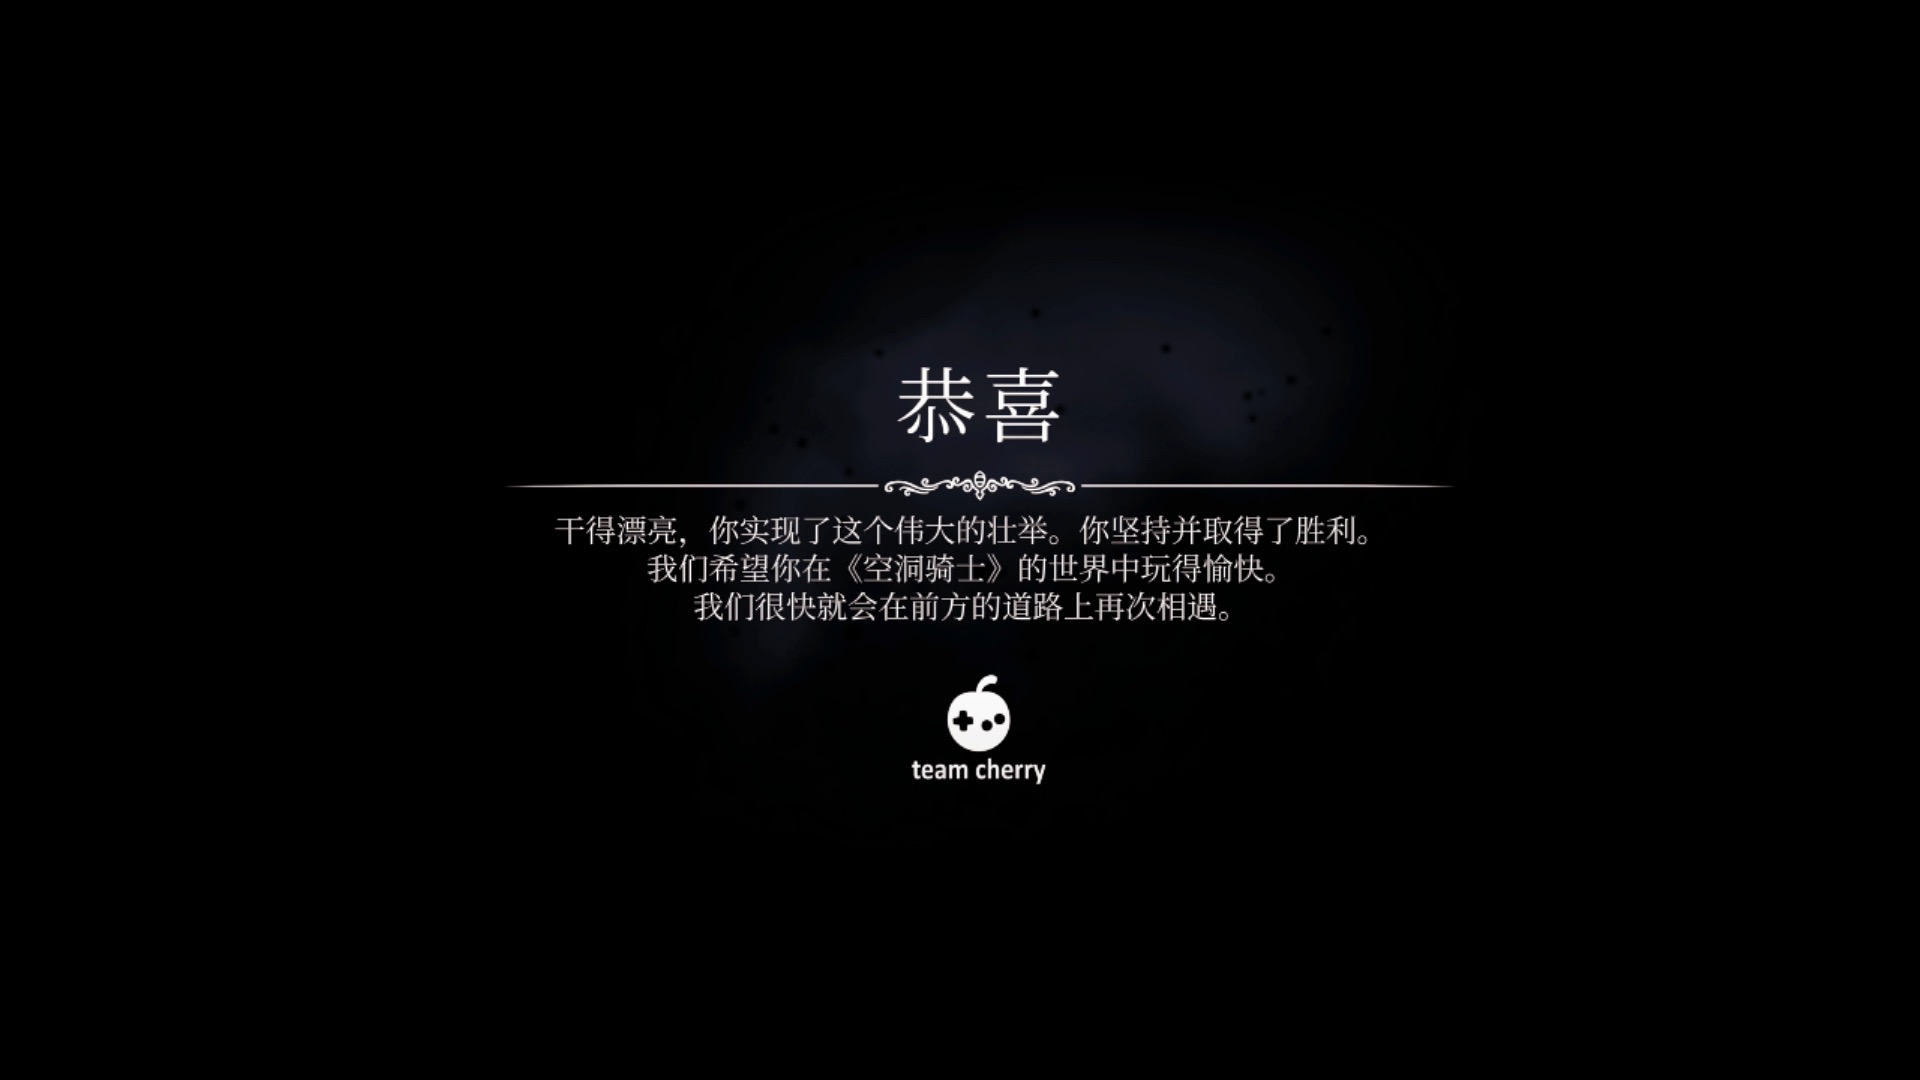 恭喜
干得漂亮，你实现了这个伟大的壮举。你坚持并取得了胜利。
我们希望你在《空洞骑士》的世界中玩得愉快。
我们很快就会在前方的道路上再次相遇。
team cherry